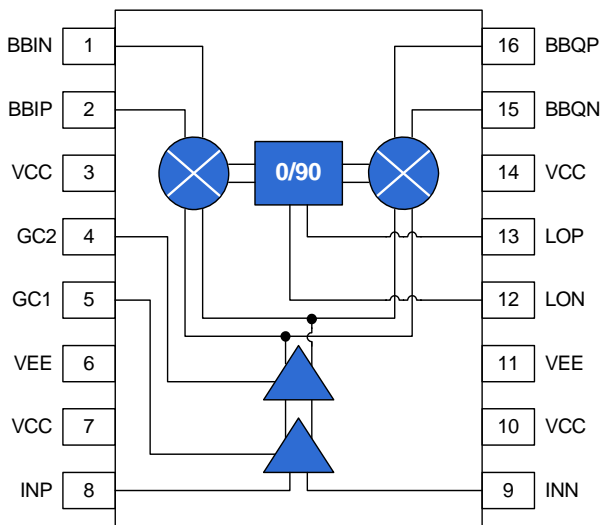 BBIN 1 16 BBQP
BBIP 2 15 BBQN
VCC 3 0/90 14 VCC
GC2 4 13 LOP
GC1 5 12 LON
VEE 6 11 VEE
VCC 7 10 VCC
INP 8 9 INN